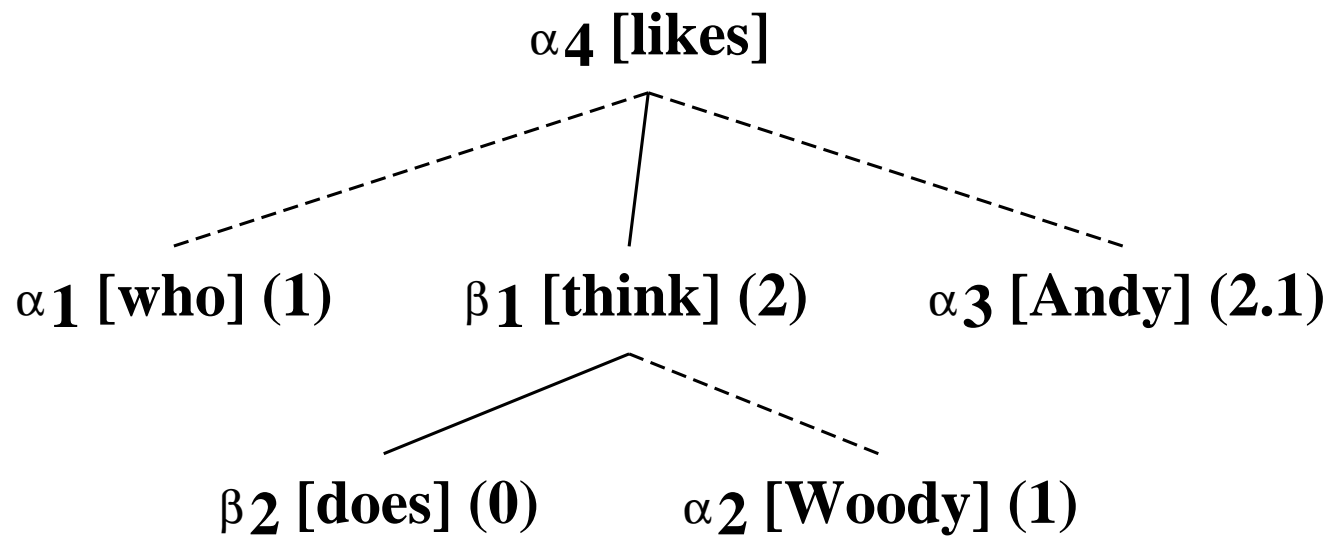 α4 [likes]
α1 [who] (1) β1 [think] (2) α3 [Andy] (2.1)
β2 [does] (0) α2 [Woody] (1)